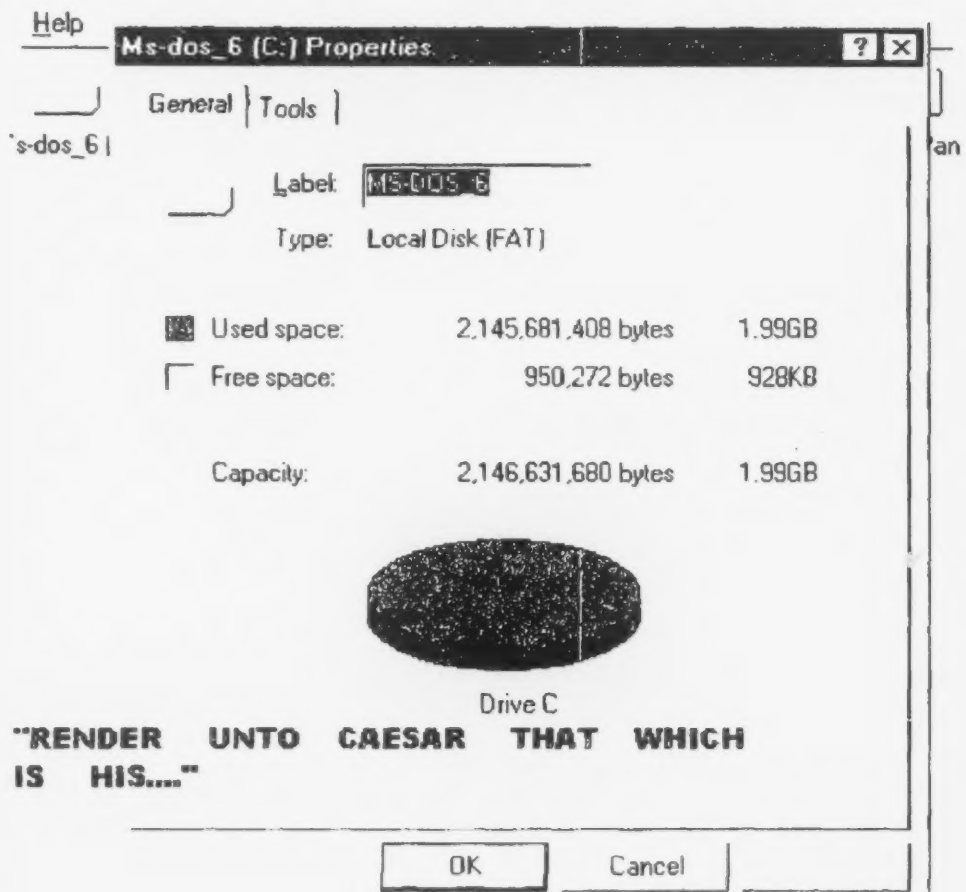 Help
Ms-dos_6 (C:) Properties
? X
General Tools
s-dos_6
an
Label: MS-DOS_6
Type: Local Disk (FAT)
Used space: 2,145,681,408 bytes 1.99GB
Free space: 950,272 bytes 928KB
Capacity: 2,146,631,680 bytes 1.99GB
Drive C
"RENDER UNTO CAESAR THAT WHICH
IS HIS...."
OK Cancel